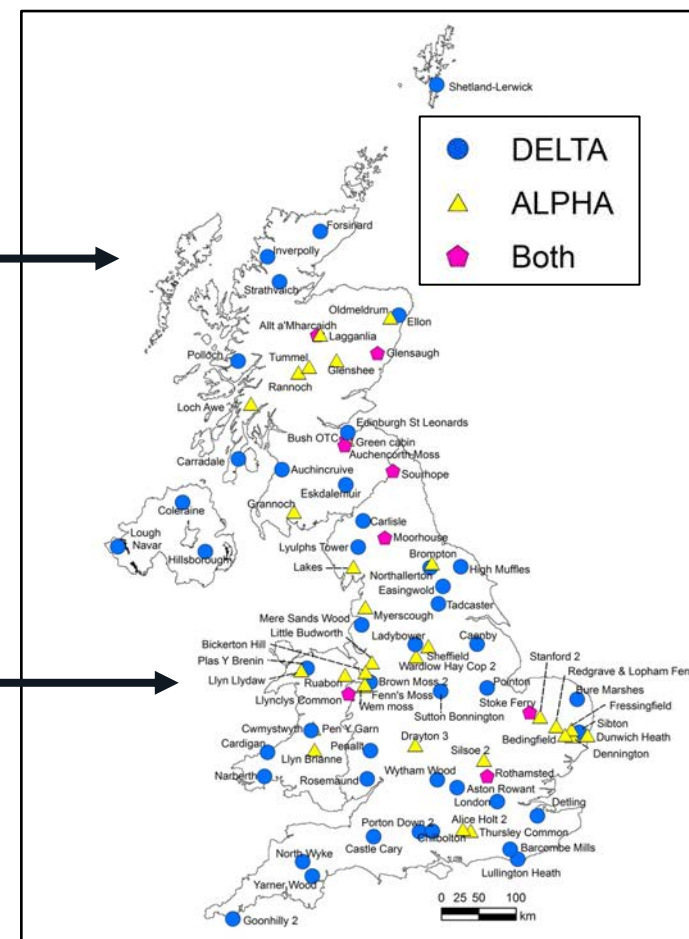 Shetland-Lerwick
DELTA
ALPHA
Both
Forsinard
Inverpolly
Strathvaich
Oldmeldrum
Ellon
Allt a'Mharcaidh
Lagganlia
Glensaugh
Polloch
Tummel
Glenshee
Rannoch
Loch Awe
Edinburgh St Leonards
Bush OTC
Green cabin
Auchencorth Moss
Carradale
Auchincruive
Sourhope
Eskdalemuir
Coleraine
Grannoch
Carlisle
Lough
Navar
Hillsborough
Moorhouse
Lyulphs Tower
Brompton
Lakes
Northallerton
High Muffles
Easingwold
Tadcaster
Myerscough
Mere Sands Wood
Little Budworth
Ladybower
Caenby
Bickerton Hill
Sheffield
Stanford 2
Plas Y Brenin
Wardlow Hay Cop 2
Redgrave & Lopham Fen
Llyn Llydaw
Ruabon
Brown Moss 2
Pointon
Bure Marshes
Fenn's Moss
Stoke Ferry
Fressingfield
Llynclys Common
Wem moss
Sutton Bonnington
Sibton
Cwmystwyth
Pen Y Garn
Drayton 3
Bedingfield
Dunwich Heath
Cardigan
Penallt
Silsoe 2
Dennington
Llyn Brianne
Narberth
Rosemaund
Wytham Wood
Rothamsted
Aston Rowant
London
Detling
Porton Down 2
Alice Holt 2
Chilbolton
Thursley Common
Castle Cary
Barcombe Mills
North Wyke
Lullington Heath
Yarner Wood
Goonhilly 2
0 25 50 100
km